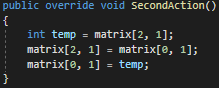 public override void SecondAction()
{
int temp = matrix[2, 1];
matrix[2, 1] = matrix[0, 1];
matrix[0, 1] = temp;
}